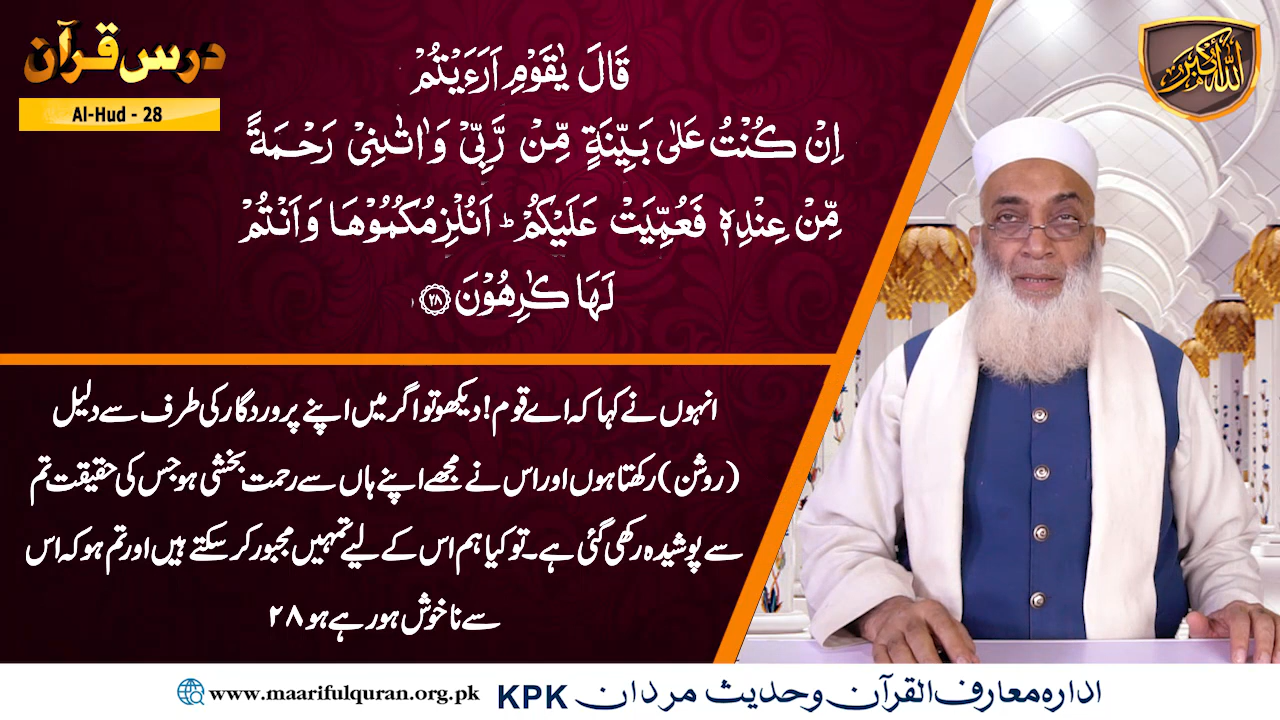 درس قرآن
Al-Hud - 28
اللہ اکبر
قَالَ یٰقَوْمِ اَرَءَیْتُمْ
اِنْ كُنْتُ عَلٰی بَیِّنَةٍ مِّنْ رَّبِّیْ وَاٰتٰىنِیْ رَحْمَةً
مِّنْ عِنْدِهٖ فَعُمِّیَتْ عَلَیْكُمْ ؕ اَنُلْزِمُكُمُوْهَا وَاَنْتُمْ
لَهَا كٰرِهُوْنَ ۲۸
انہوں نے کہا کہ اے قوم! دیکھو تو اگر میں اپنے پروردگار کی طرف سے دلیل
(روشن) رکھتا ہوں اور اس نے مجھے اپنے ہاں سے رحمت بخشی ہو جس کی حقیقت تم
سے پوشیدہ رکھی گئی ہے۔ تو کیا ہم اس کے لیے تمہیں مجبور کر سکتے ہیں اور تم ہو کہ اس
سے ناخوش ہو رہے ہو ۲۸
www.maarifulquran.org.pk ادارہ معارف القرآن وحدیث مردان KPK